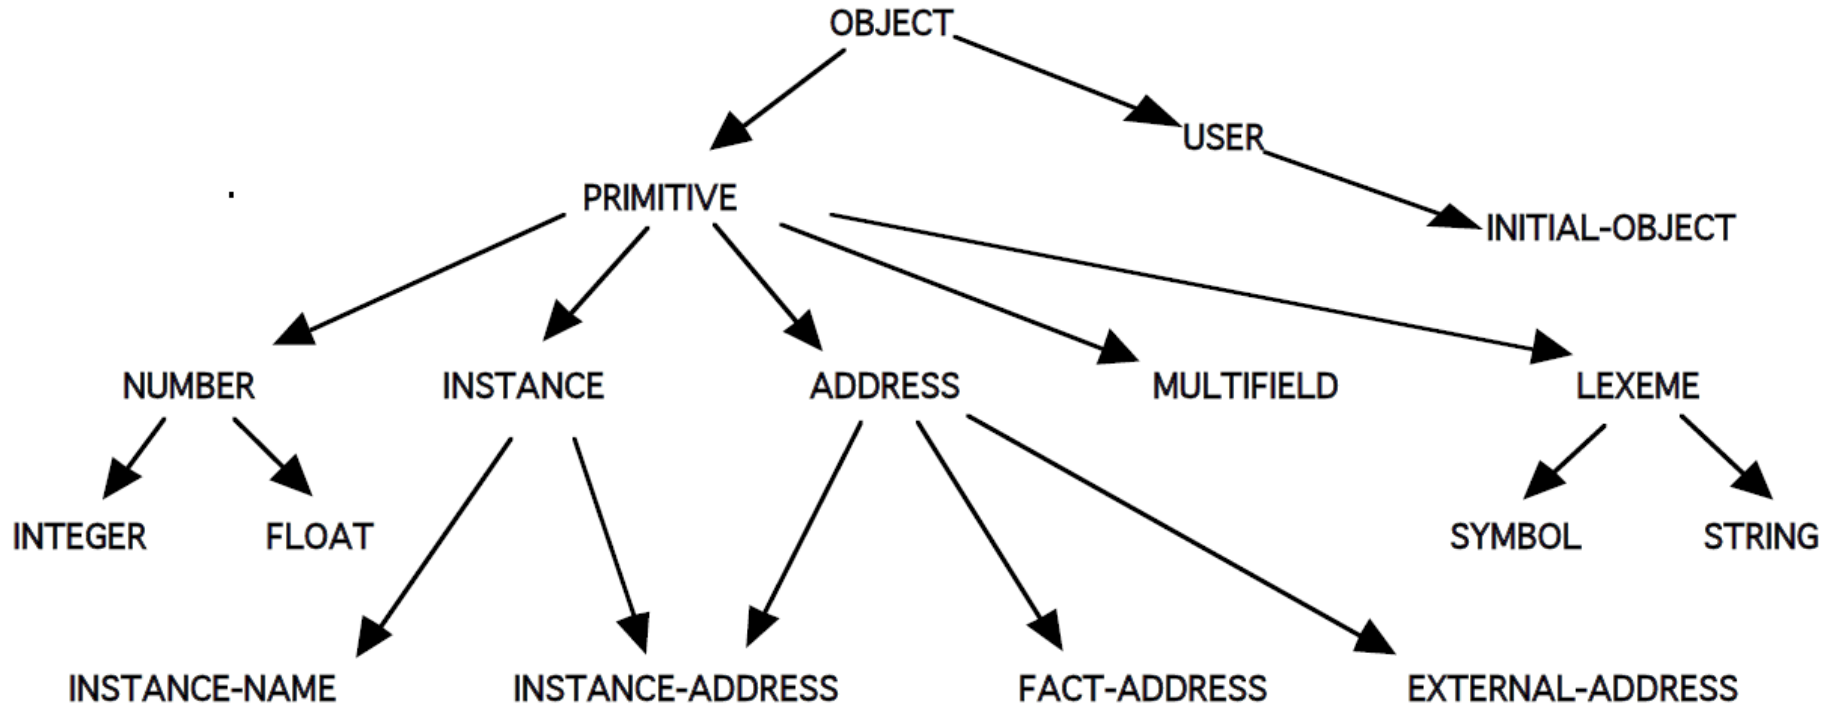 OBJECT
USER
PRIMITIVE
INITIAL-OBJECT
NUMBER INSTANCE ADDRESS MULTIFIELD LEXEME
INTEGER FLOAT SYMBOL STRING
INSTANCE-NAME INSTANCE-ADDRESS FACT-ADDRESS EXTERNAL-ADDRESS